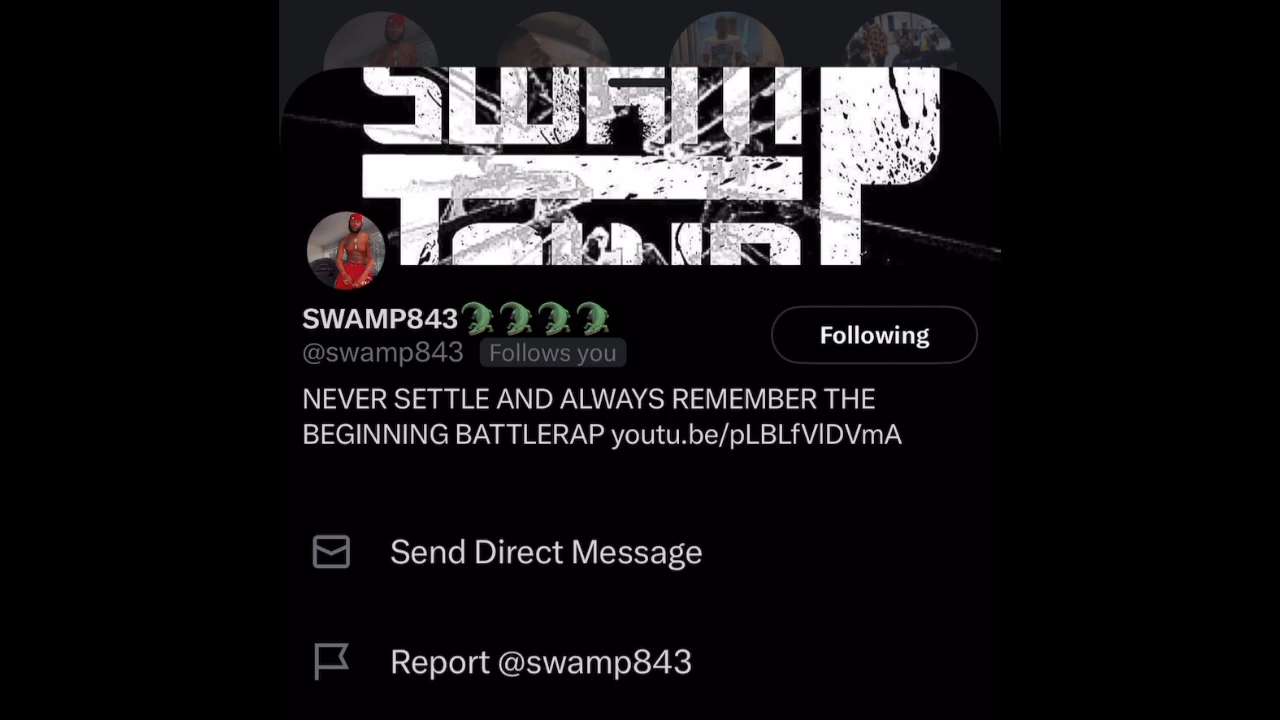 SWAMP
SWAMP843🐊🐊🐊🐊
@swamp843 Follows you
Following
NEVER SETTLE AND ALWAYS REMEMBER THE
BEGINNING BATTLERAP youtu.be/pLBLfVlDVmA
Send Direct Message
Report @swamp843